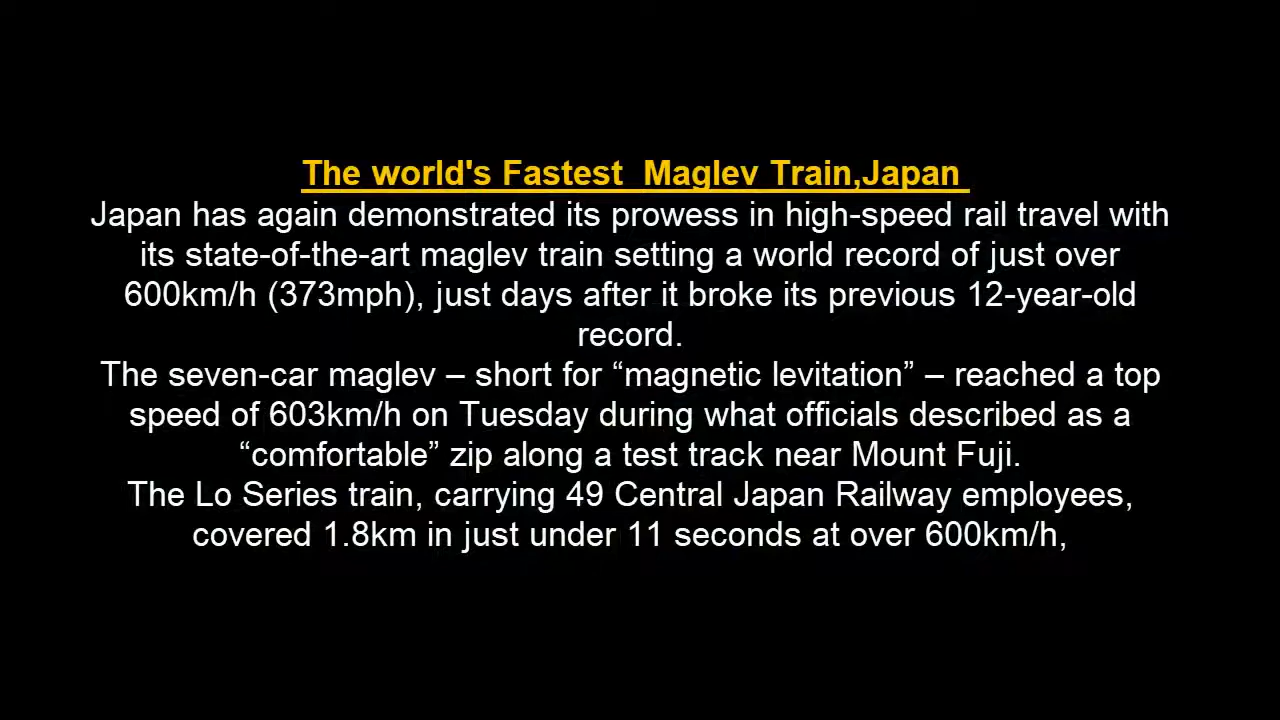 The world's Fastest  Maglev Train,Japan
Japan has again demonstrated its prowess in high-speed rail travel with
its state-of-the-art maglev train setting a world record of just over
600km/h (373mph), just days after it broke its previous 12-year-old
record.
The seven-car maglev – short for “magnetic levitation” – reached a top
speed of 603km/h on Tuesday during what officials described as a
“comfortable” zip along a test track near Mount Fuji.
The Lo Series train, carrying 49 Central Japan Railway employees,
covered 1.8km in just under 11 seconds at over 600km/h,